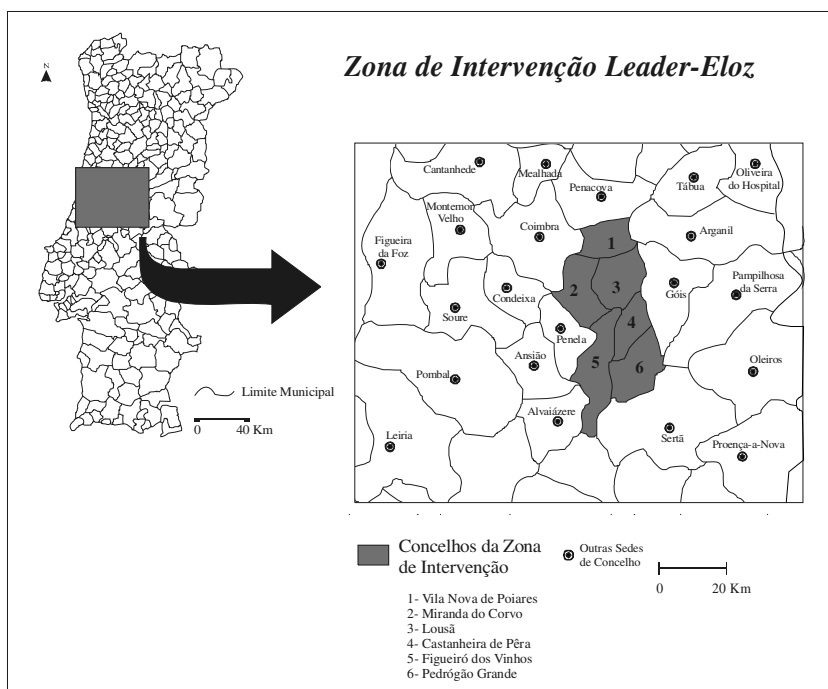 Zona de Intervenção Leader-Eloz
N
Limite Municipal
0 40 Km
Cantanhede
Mealhada
Penacova
Tábua
Oliveira
do Hospital
Montemor
Velho
Coimbra
Arganil
Figueira
da Foz
1
Condeixa
2
3
Góis
Pampilhosa
da Serra
Soure
4
Penela
Ansião
5
6
Oleiros
Pombal
Alvaiázere
Leiria
Sertã
Proença-a-Nova
Concelhos da Zona
de Intervenção
Outras Sedes
de Concelho
0 20 Km
1- Vila Nova de Poiares
2- Miranda do Corvo
3- Lousã
4- Castanheira de Pêra
5- Figueiró dos Vinhos
6- Pedrógão Grande